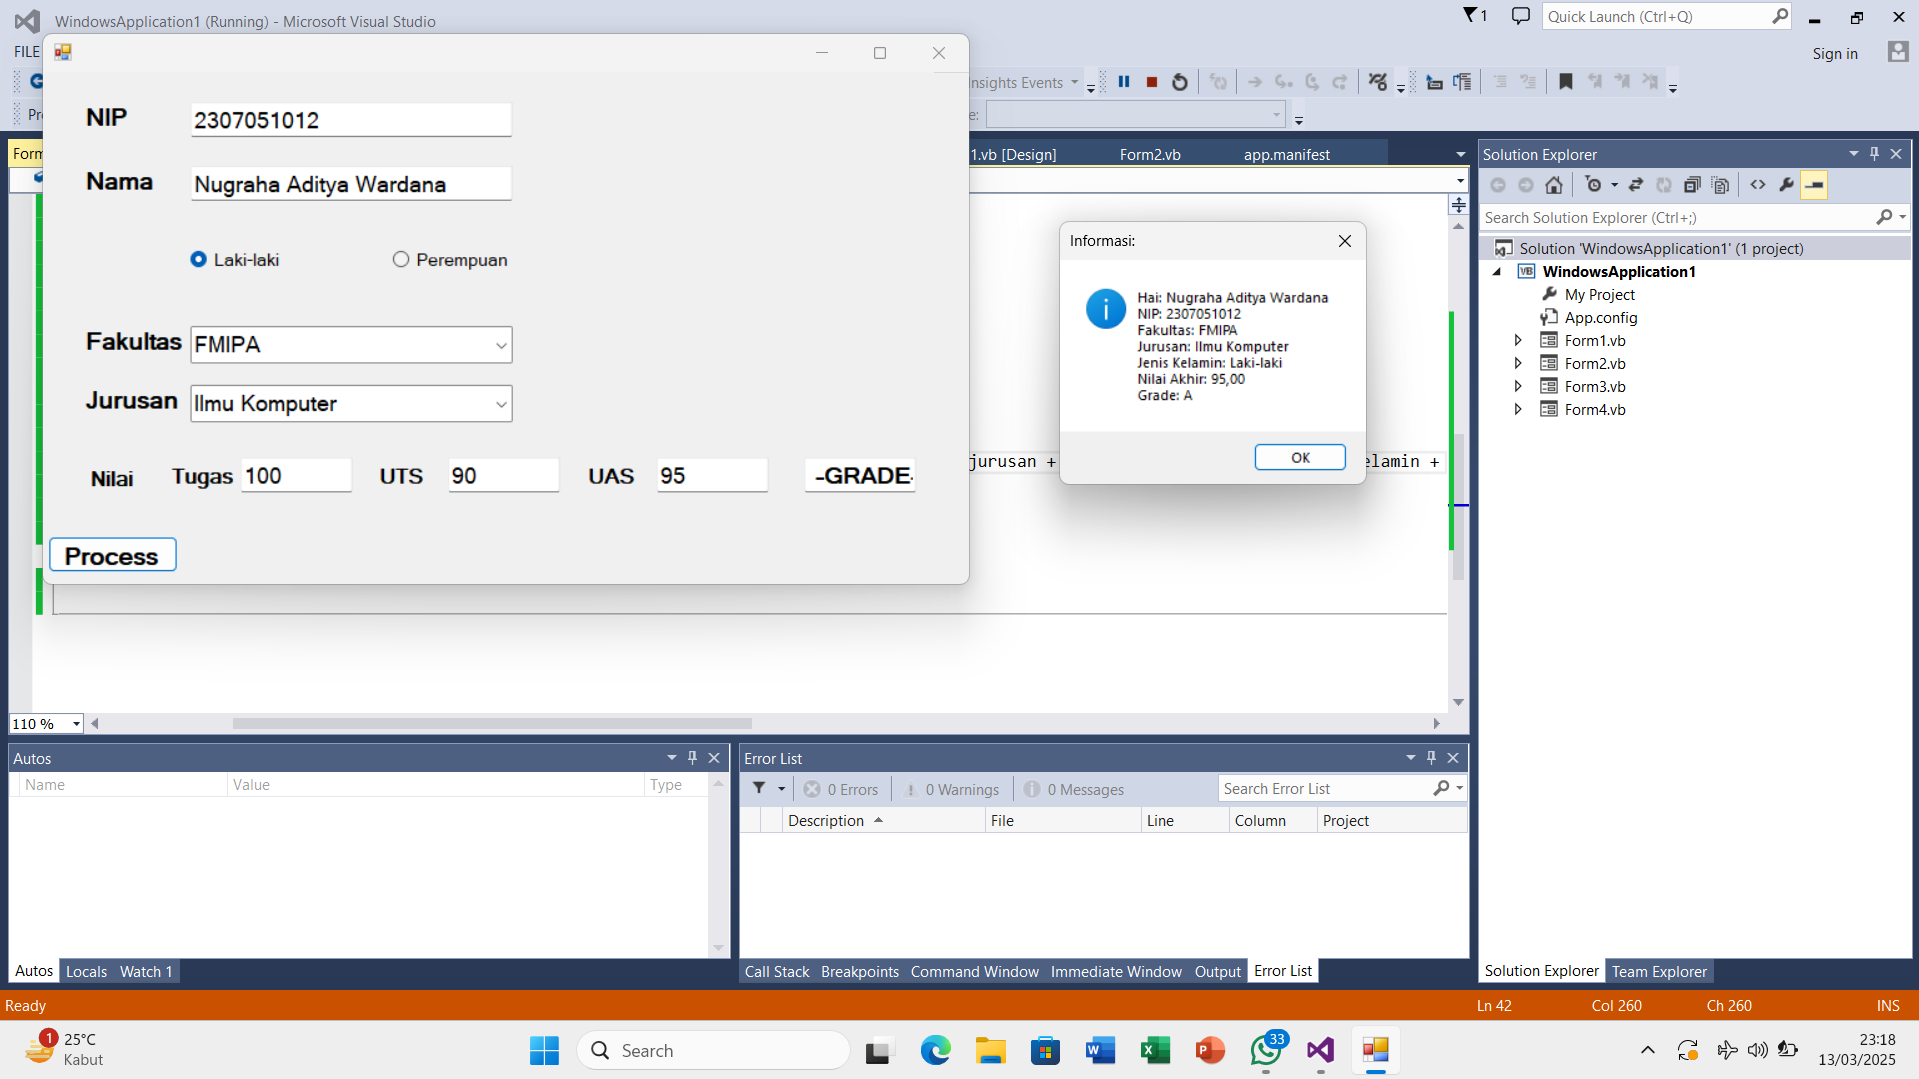 WindowsApplication1 (Running) - Microsoft Visual Studio
1
Quick Launch (Ctrl+Q)
FILE
Sign in
Insights Events
NIP
2307051012
Nama
Nugraha Aditya Wardana
Laki-laki
Perempuan
Fakultas
FMIPA
Jurusan
Ilmu Komputer
Nilai
Tugas
100
UTS
90
UAS
95
-GRADE-
Process
1.vb [Design]
Form2.vb
app.manifest
Informasi:
Hai: Nugraha Aditya Wardana
NIP: 2307051012
Fakultas: FMIPA
Jurusan: Ilmu Komputer
Jenis Kelamin: Laki-laki
Nilai Akhir: 95,00
Grade: A
OK
jurusan +
elamin +
110 %
Solution Explorer
Search Solution Explorer (Ctrl+;)
Solution 'WindowsApplication1' (1 project)
WindowsApplication1
My Project
App.config
Form1.vb
Form2.vb
Form3.vb
Form4.vb
Autos
Name
Value
Type
Autos
Locals
Watch 1
Error List
0 Errors
0 Warnings
0 Messages
Search Error List
Description
File
Line
Column
Project
Call Stack
Breakpoints
Command Window
Immediate Window
Output
Error List
Solution Explorer
Team Explorer
Ready
Ln 42
Col 260
Ch 260
INS
1
25°C
Kabut
Search
33
23:18
13/03/2025